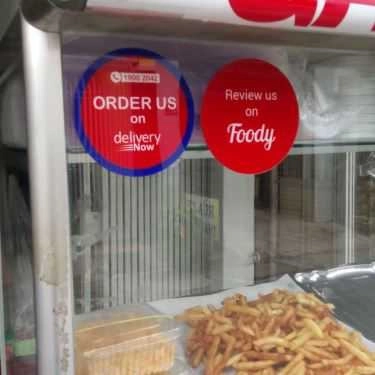 1900 2042
ORDER US
on
delivery
Now
Review us
on
Foody